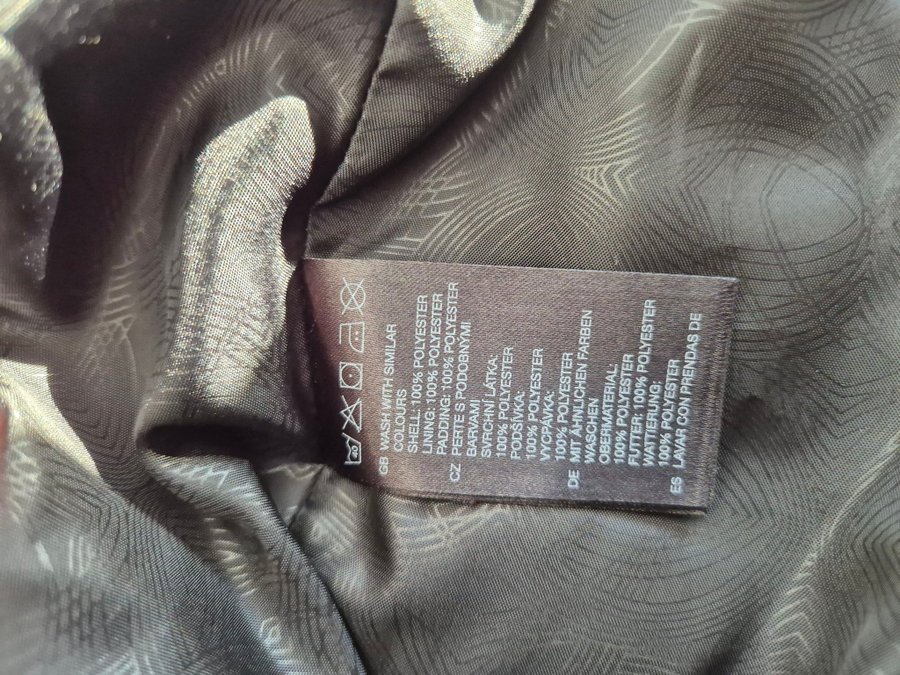 GB WASH WITH SIMILAR
COLOURS
SHELL: 100% POLYESTER
LINING: 100% POLYESTER
PADDING: 100% POLYESTER
CZ PERTE S PODOBNÝMI
BARVAMI
SVRCHNÍ LÁTKA:
100% POLYESTER
PODŠÍVKA:
100% POLYESTER
VYCPÁVKA:
100% POLYESTER
DE MIT ÄHNLICHEN FARBEN
WASCHEN
OBERMATERIAL:
100% POLYESTER
FUTTER: 100% POLYESTER
WATTIERUNG:
100% POLYESTER
ES LAVAR CON PRENDAS DE